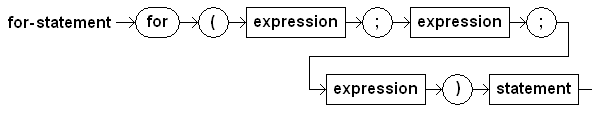 for-statement for ( expression ; expression ;
expression ) statement